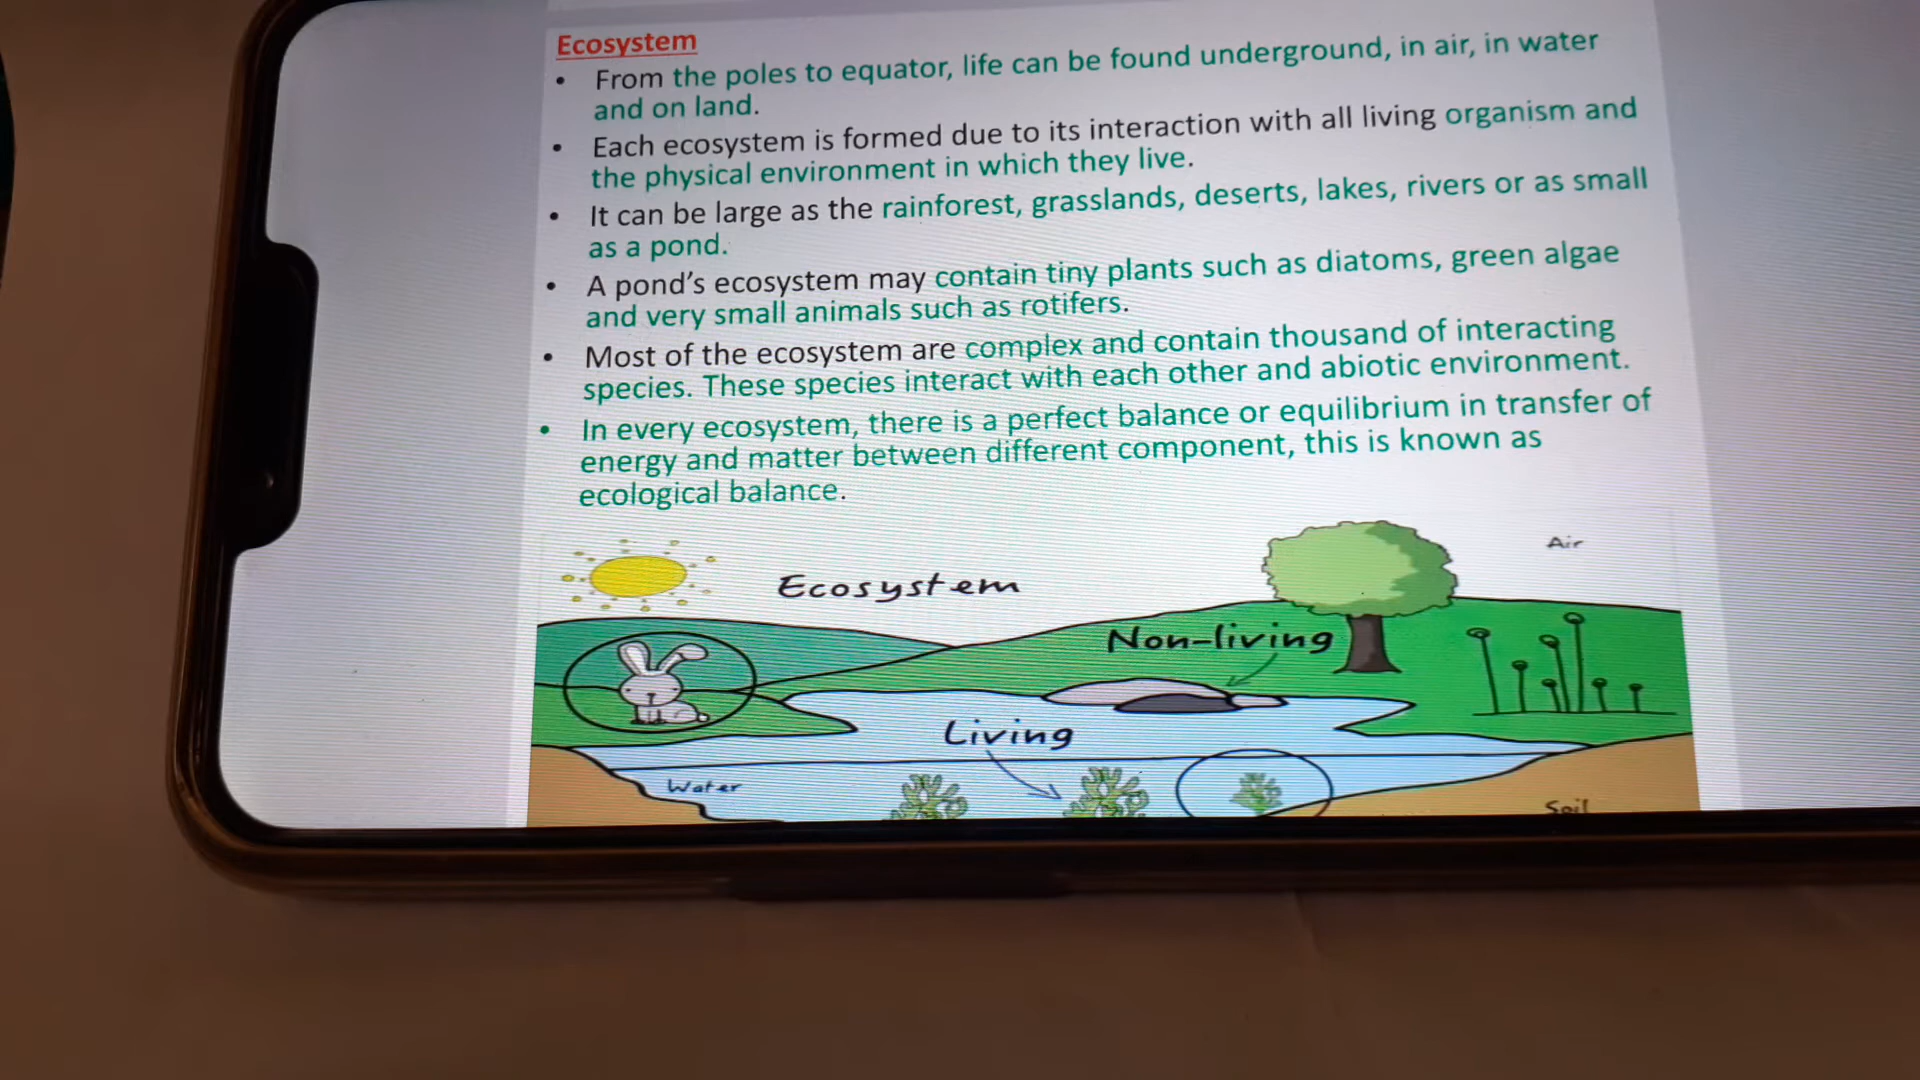 Ecosystem
• From the poles to equator, life can be found underground, in air, in water
and on land.
• Each ecosystem is formed due to its interaction with all living organism and
the physical environment in which they live.
• It can be large as the rainforest, grasslands, deserts, lakes, rivers or as small
as a pond.
• A pond’s ecosystem may contain tiny plants such as diatoms, green algae
and very small animals such as rotifers.
• Most of the ecosystem are complex and contain thousand of interacting
species. These species interact with each other and abiotic environment.
• In every ecosystem, there is a perfect balance or equilibrium in transfer of
energy and matter between different component, this is known as
ecological balance.
Air
Ecosystem
Non-living
Living
Water
Soil